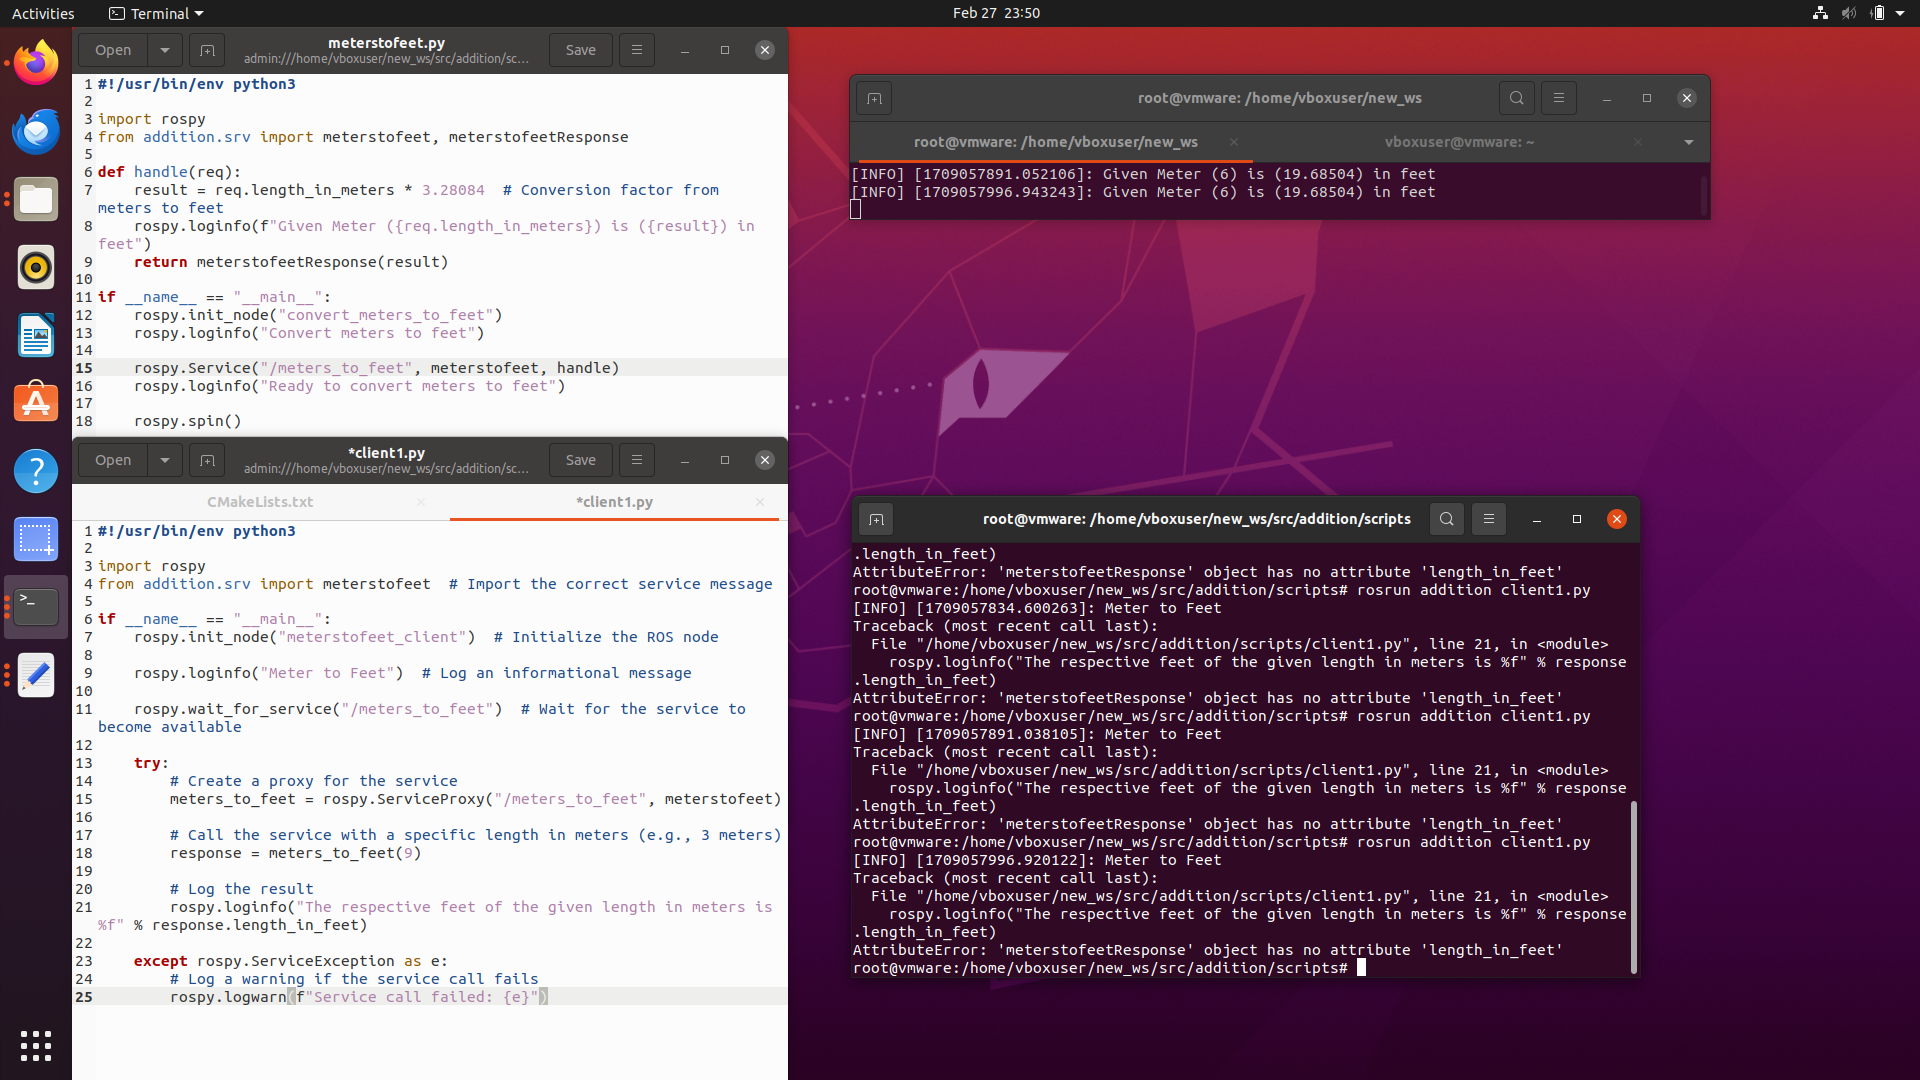 Activities
Terminal
Feb 27 23:50
Open
meterstofeet.py
admin:///home/vboxuser/new_ws/src/addition/sc...
Save
1 #!/usr/bin/env python3
2
3 import rospy
4 from addition.srv import meterstofeet, meterstofeetResponse
5
6 def handle(req):
7     result = req.length_in_meters * 3.28084  # Conversion factor from
meters to feet
8     rospy.loginfo(f"Given Meter ({req.length_in_meters}) is ({result}) in
feet")
9     return meterstofeetResponse(result)
10
11 if __name__ == "__main__":
12     rospy.init_node("convert_meters_to_feet")
13     rospy.loginfo("Convert meters to feet")
14
15     rospy.Service("/meters_to_feet", meterstofeet, handle)
16     rospy.loginfo("Ready to convert meters to feet")
17
18     rospy.spin()
Open
*client1.py
admin:///home/vboxuser/new_ws/src/addition/sc...
Save
CMakeLists.txt
*client1.py
1 #!/usr/bin/env python3
2
3 import rospy
4 from addition.srv import meterstofeet  # Import the correct service message
5
6 if __name__ == "__main__":
7     rospy.init_node("meterstofeet_client")  # Initialize the ROS node
8
9     rospy.loginfo("Meter to Feet")  # Log an informational message
10
11     rospy.wait_for_service("/meters_to_feet")  # Wait for the service to
become available
12
13     try:
14         # Create a proxy for the service
15         meters_to_feet = rospy.ServiceProxy("/meters_to_feet", meterstofeet)
16
17         # Call the service with a specific length in meters (e.g., 3 meters)
18         response = meters_to_feet(9)
19
20         # Log the result
21         rospy.loginfo("The respective feet of the given length in meters is
%f" % response.length_in_feet)
22
23     except rospy.ServiceException as e:
24         # Log a warning if the service call fails
25         rospy.logwarn(f"Service call failed: {e}")
root@vmware: /home/vboxuser/new_ws
root@vmware: /home/vboxuser/new_ws
vboxuser@vmware: ~
[INFO] [1709057891.052106]: Given Meter (6) is (19.68504) in feet
[INFO] [1709057996.943243]: Given Meter (6) is (19.68504) in feet
root@vmware: /home/vboxuser/new_ws/src/addition/scripts
.length_in_feet)
AttributeError: 'meterstofeetResponse' object has no attribute 'length_in_feet'
root@vmware:/home/vboxuser/new_ws/src/addition/scripts# rosrun addition client1.py
[INFO] [1709057834.600263]: Meter to Feet
Traceback (most recent call last):
  File "/home/vboxuser/new_ws/src/addition/scripts/client1.py", line 21, in <module>
    rospy.loginfo("The respective feet of the given length in meters is %f" % response
.length_in_feet)
AttributeError: 'meterstofeetResponse' object has no attribute 'length_in_feet'
root@vmware:/home/vboxuser/new_ws/src/addition/scripts# rosrun addition client1.py
[INFO] [1709057891.038105]: Meter to Feet
Traceback (most recent call last):
  File "/home/vboxuser/new_ws/src/addition/scripts/client1.py", line 21, in <module>
    rospy.loginfo("The respective feet of the given length in meters is %f" % response
.length_in_feet)
AttributeError: 'meterstofeetResponse' object has no attribute 'length_in_feet'
root@vmware:/home/vboxuser/new_ws/src/addition/scripts# rosrun addition client1.py
[INFO] [1709057996.920122]: Meter to Feet
Traceback (most recent call last):
  File "/home/vboxuser/new_ws/src/addition/scripts/client1.py", line 21, in <module>
    rospy.loginfo("The respective feet of the given length in meters is %f" % response
.length_in_feet)
AttributeError: 'meterstofeetResponse' object has no attribute 'length_in_feet'
root@vmware:/home/vboxuser/new_ws/src/addition/scripts#